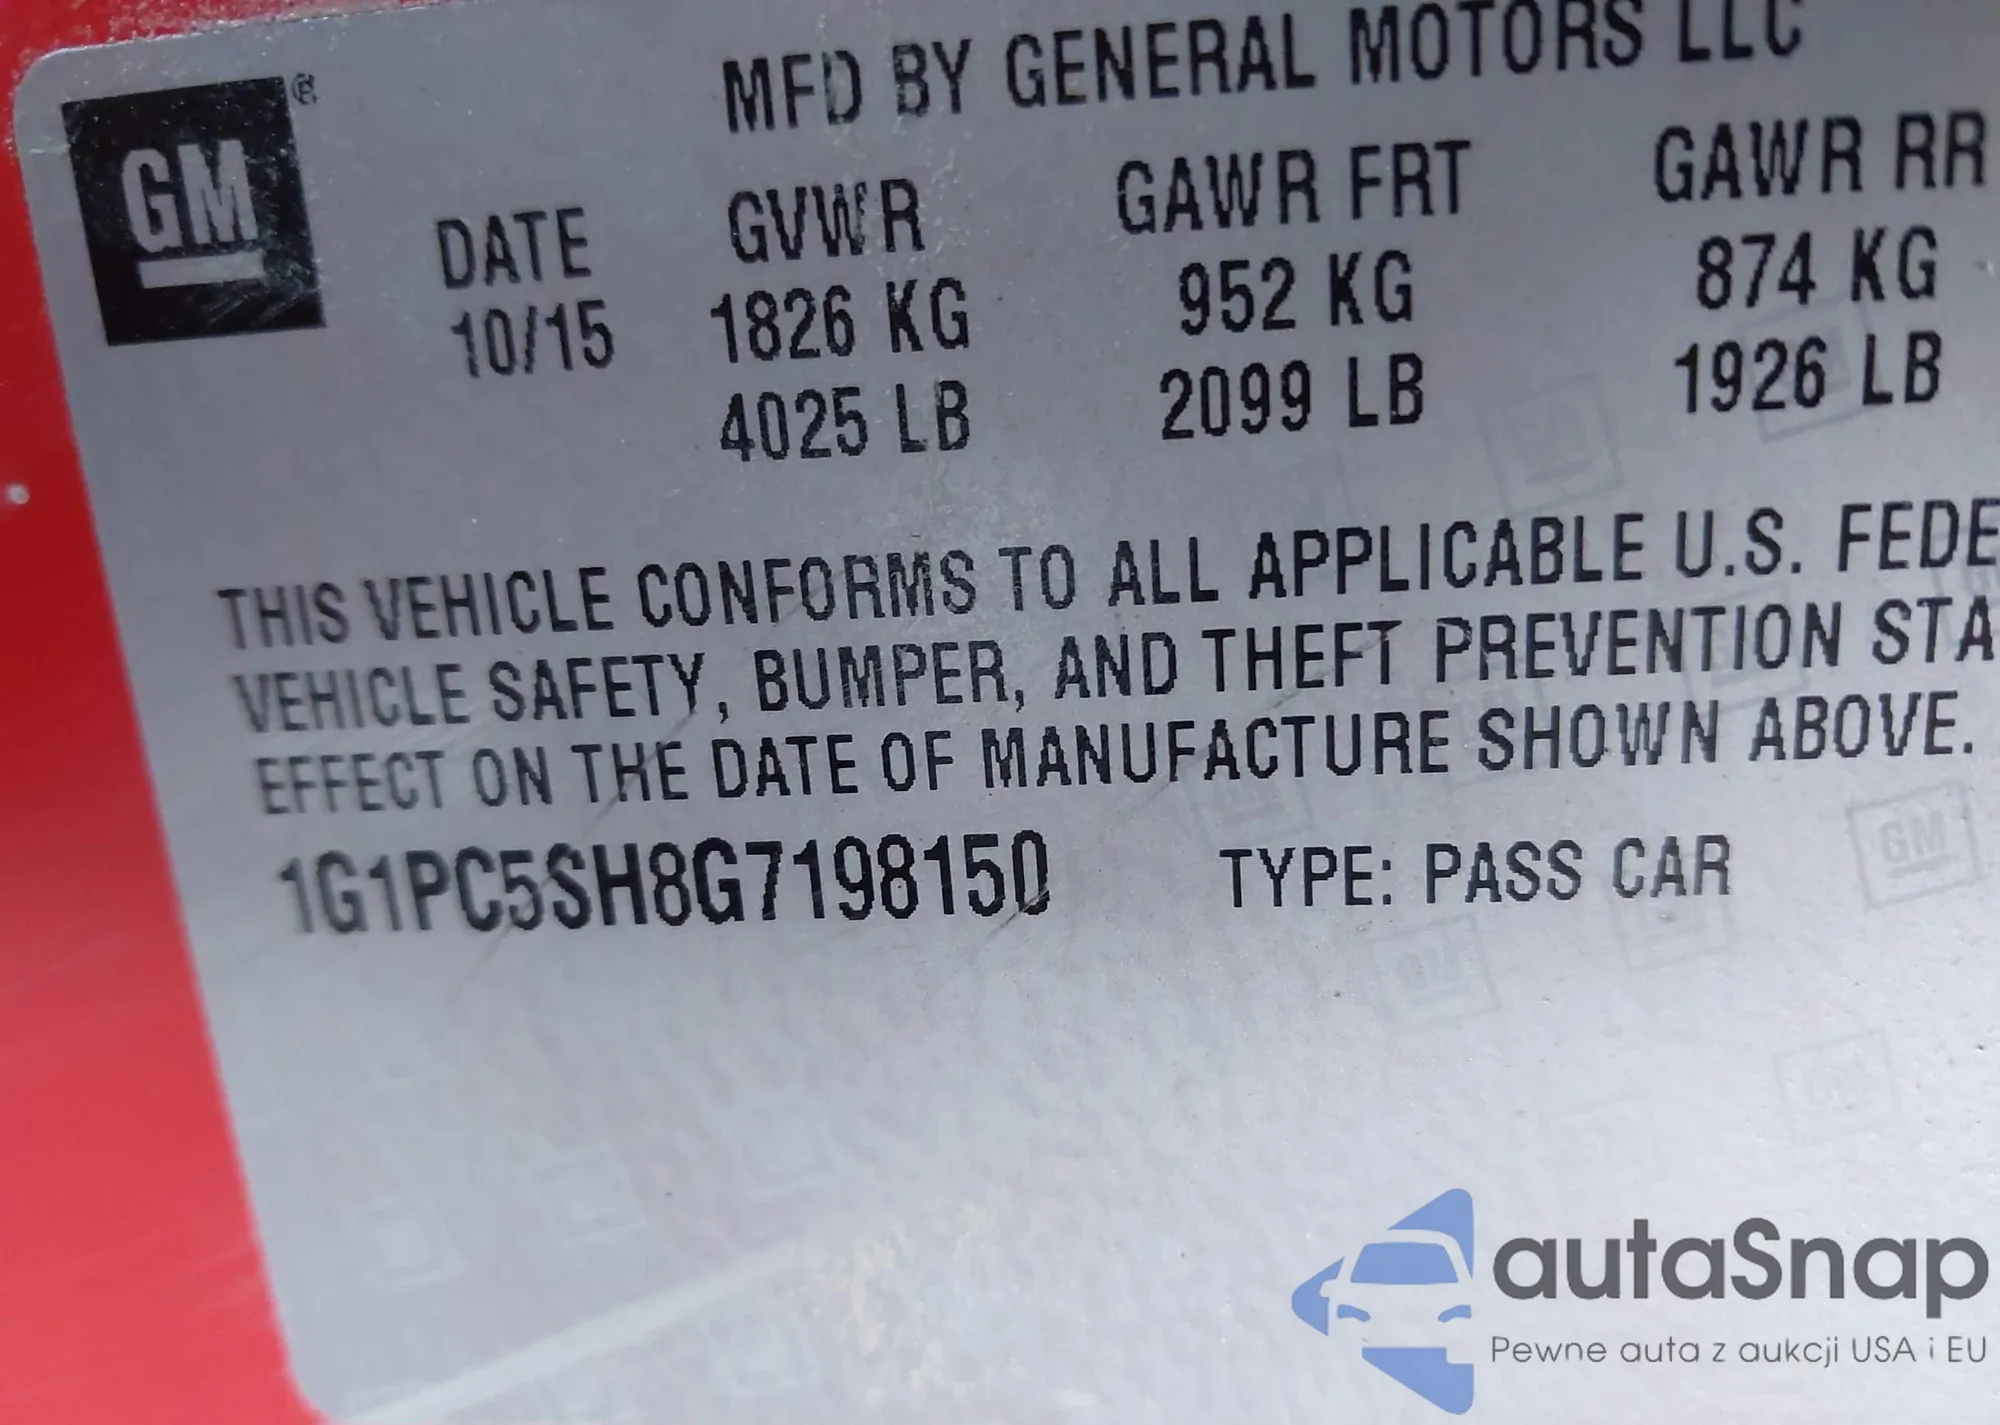 MFD BY GENERAL MOTORS LLC
GM ®
DATE GVWR GAWR FRT GAWR RR
10/15 1826 KG 952 KG 874 KG
4025 LB 2099 LB 1926 LB
THIS VEHICLE CONFORMS TO ALL APPLICABLE U.S. FEDE
VEHICLE SAFETY, BUMPER, AND THEFT PREVENTION STA
EFFECT ON THE DATE OF MANUFACTURE SHOWN ABOVE.
1G1PC5SH8G7198150 TYPE: PASS CAR
GM
autaSnap
Pewne auta z aukcji USA i EU